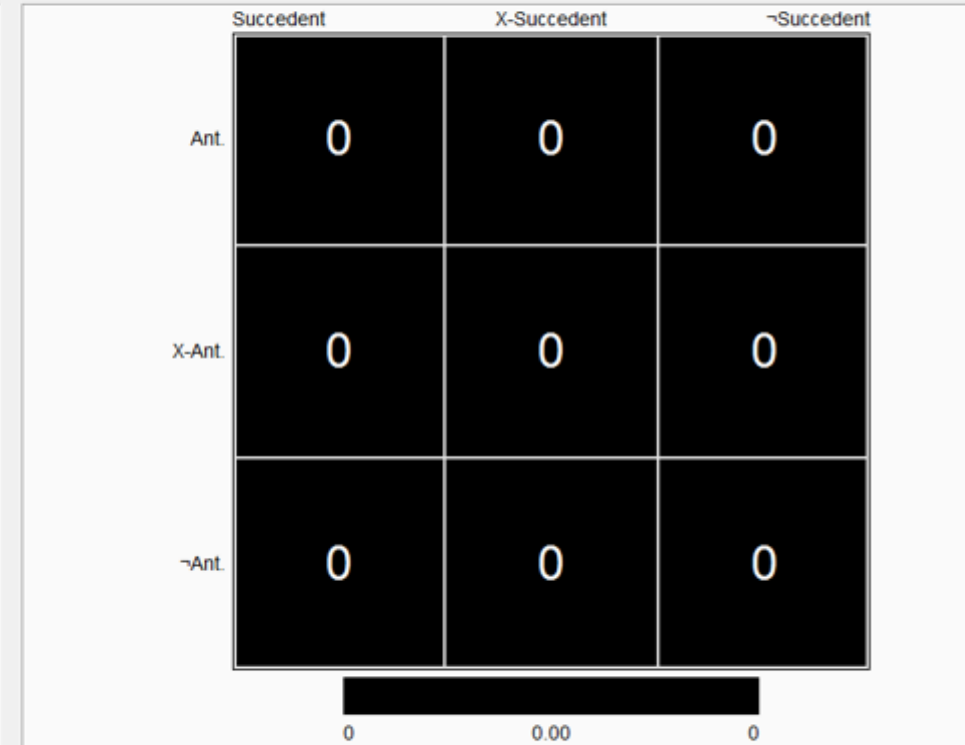 Succedent X-Succedent ¬Succedent
Ant. 0 0 0
X-Ant. 0 0 0
¬Ant. 0 0 0
0 0.00 0